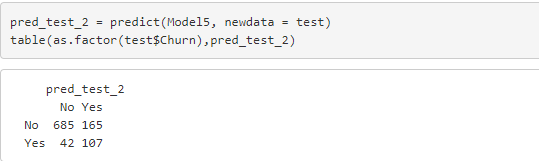 pred_test_2 = predict(Model5, newdata = test)
table(as.factor(test$Churn),pred_test_2)
pred_test_2
No Yes
No 685 165
Yes 42 107